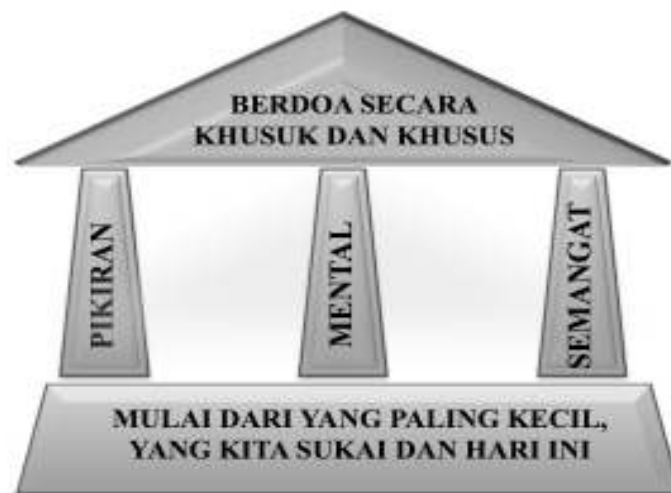 BERDOA SECARA
KHUSUK DAN KHUSUS
PIKIRAN
MENTAL
SEMANGAT
MULAI DARI YANG PALING KECIL,
YANG KITA SUKAI DAN HARI INI